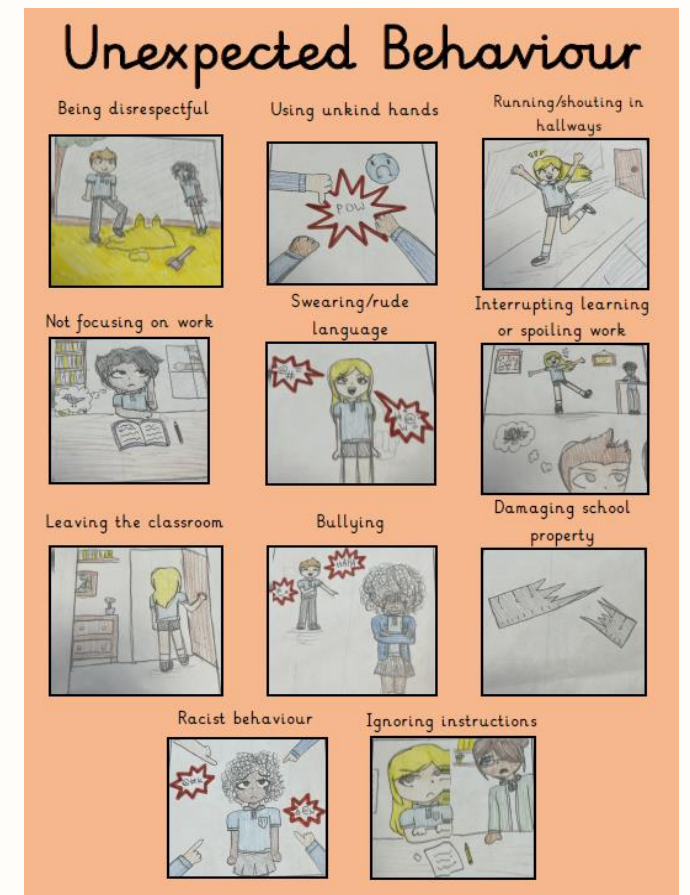 Unexpected Behaviour
Being disrespectful
Using unkind hands
Running/shouting in
hallways
POW
Not focusing on work
Swearing/rude
language
Interrupting learning
or spoiling work
Leaving the classroom
Bullying
Damaging school
property
HAHA
Racist behaviour
Ignoring instructions